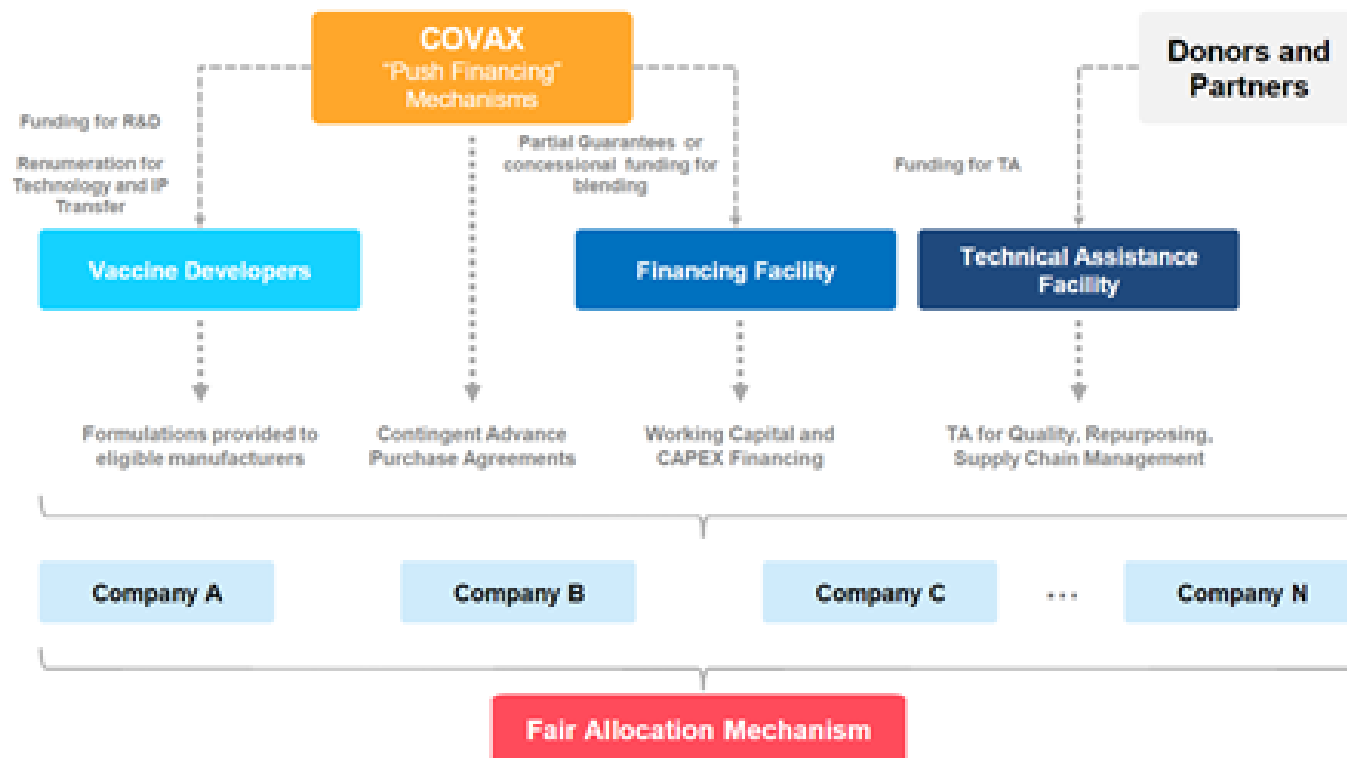 COVAX
"Push Financing"
Mechanisms
Donors and
Partners
Funding for R&D
Renumeration for
Technology and IP
Transfer
Partial Guarantees or
concessional funding for
blending
Funding for TA
Vaccine Developers
Financing Facility
Technical Assistance
Facility
Formulations provided to
eligible manufacturers
Contingent Advance
Purchase Agreements
Working Capital and
CAPEX Financing
TA for Quality, Repurposing,
Supply Chain Management
Company A
Company B
Company C
...
Company N
Fair Allocation Mechanism